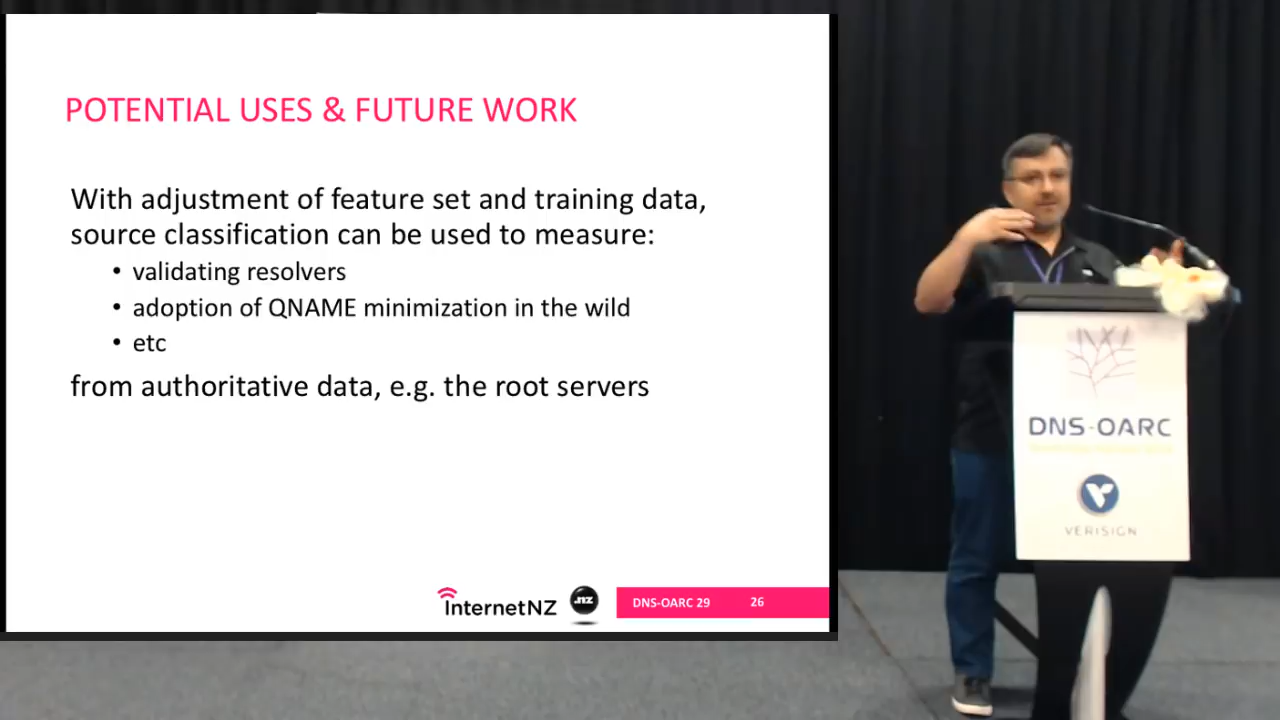 POTENTIAL USES & FUTURE WORK
With adjustment of feature set and training data,
source classification can be used to measure:
• validating resolvers
• adoption of QNAME minimization in the wild
• etc
from authoritative data, e.g. the root servers
InternetNZ
.nz
DNS-OARC 29
26
DNS-OARC
VERISIGN